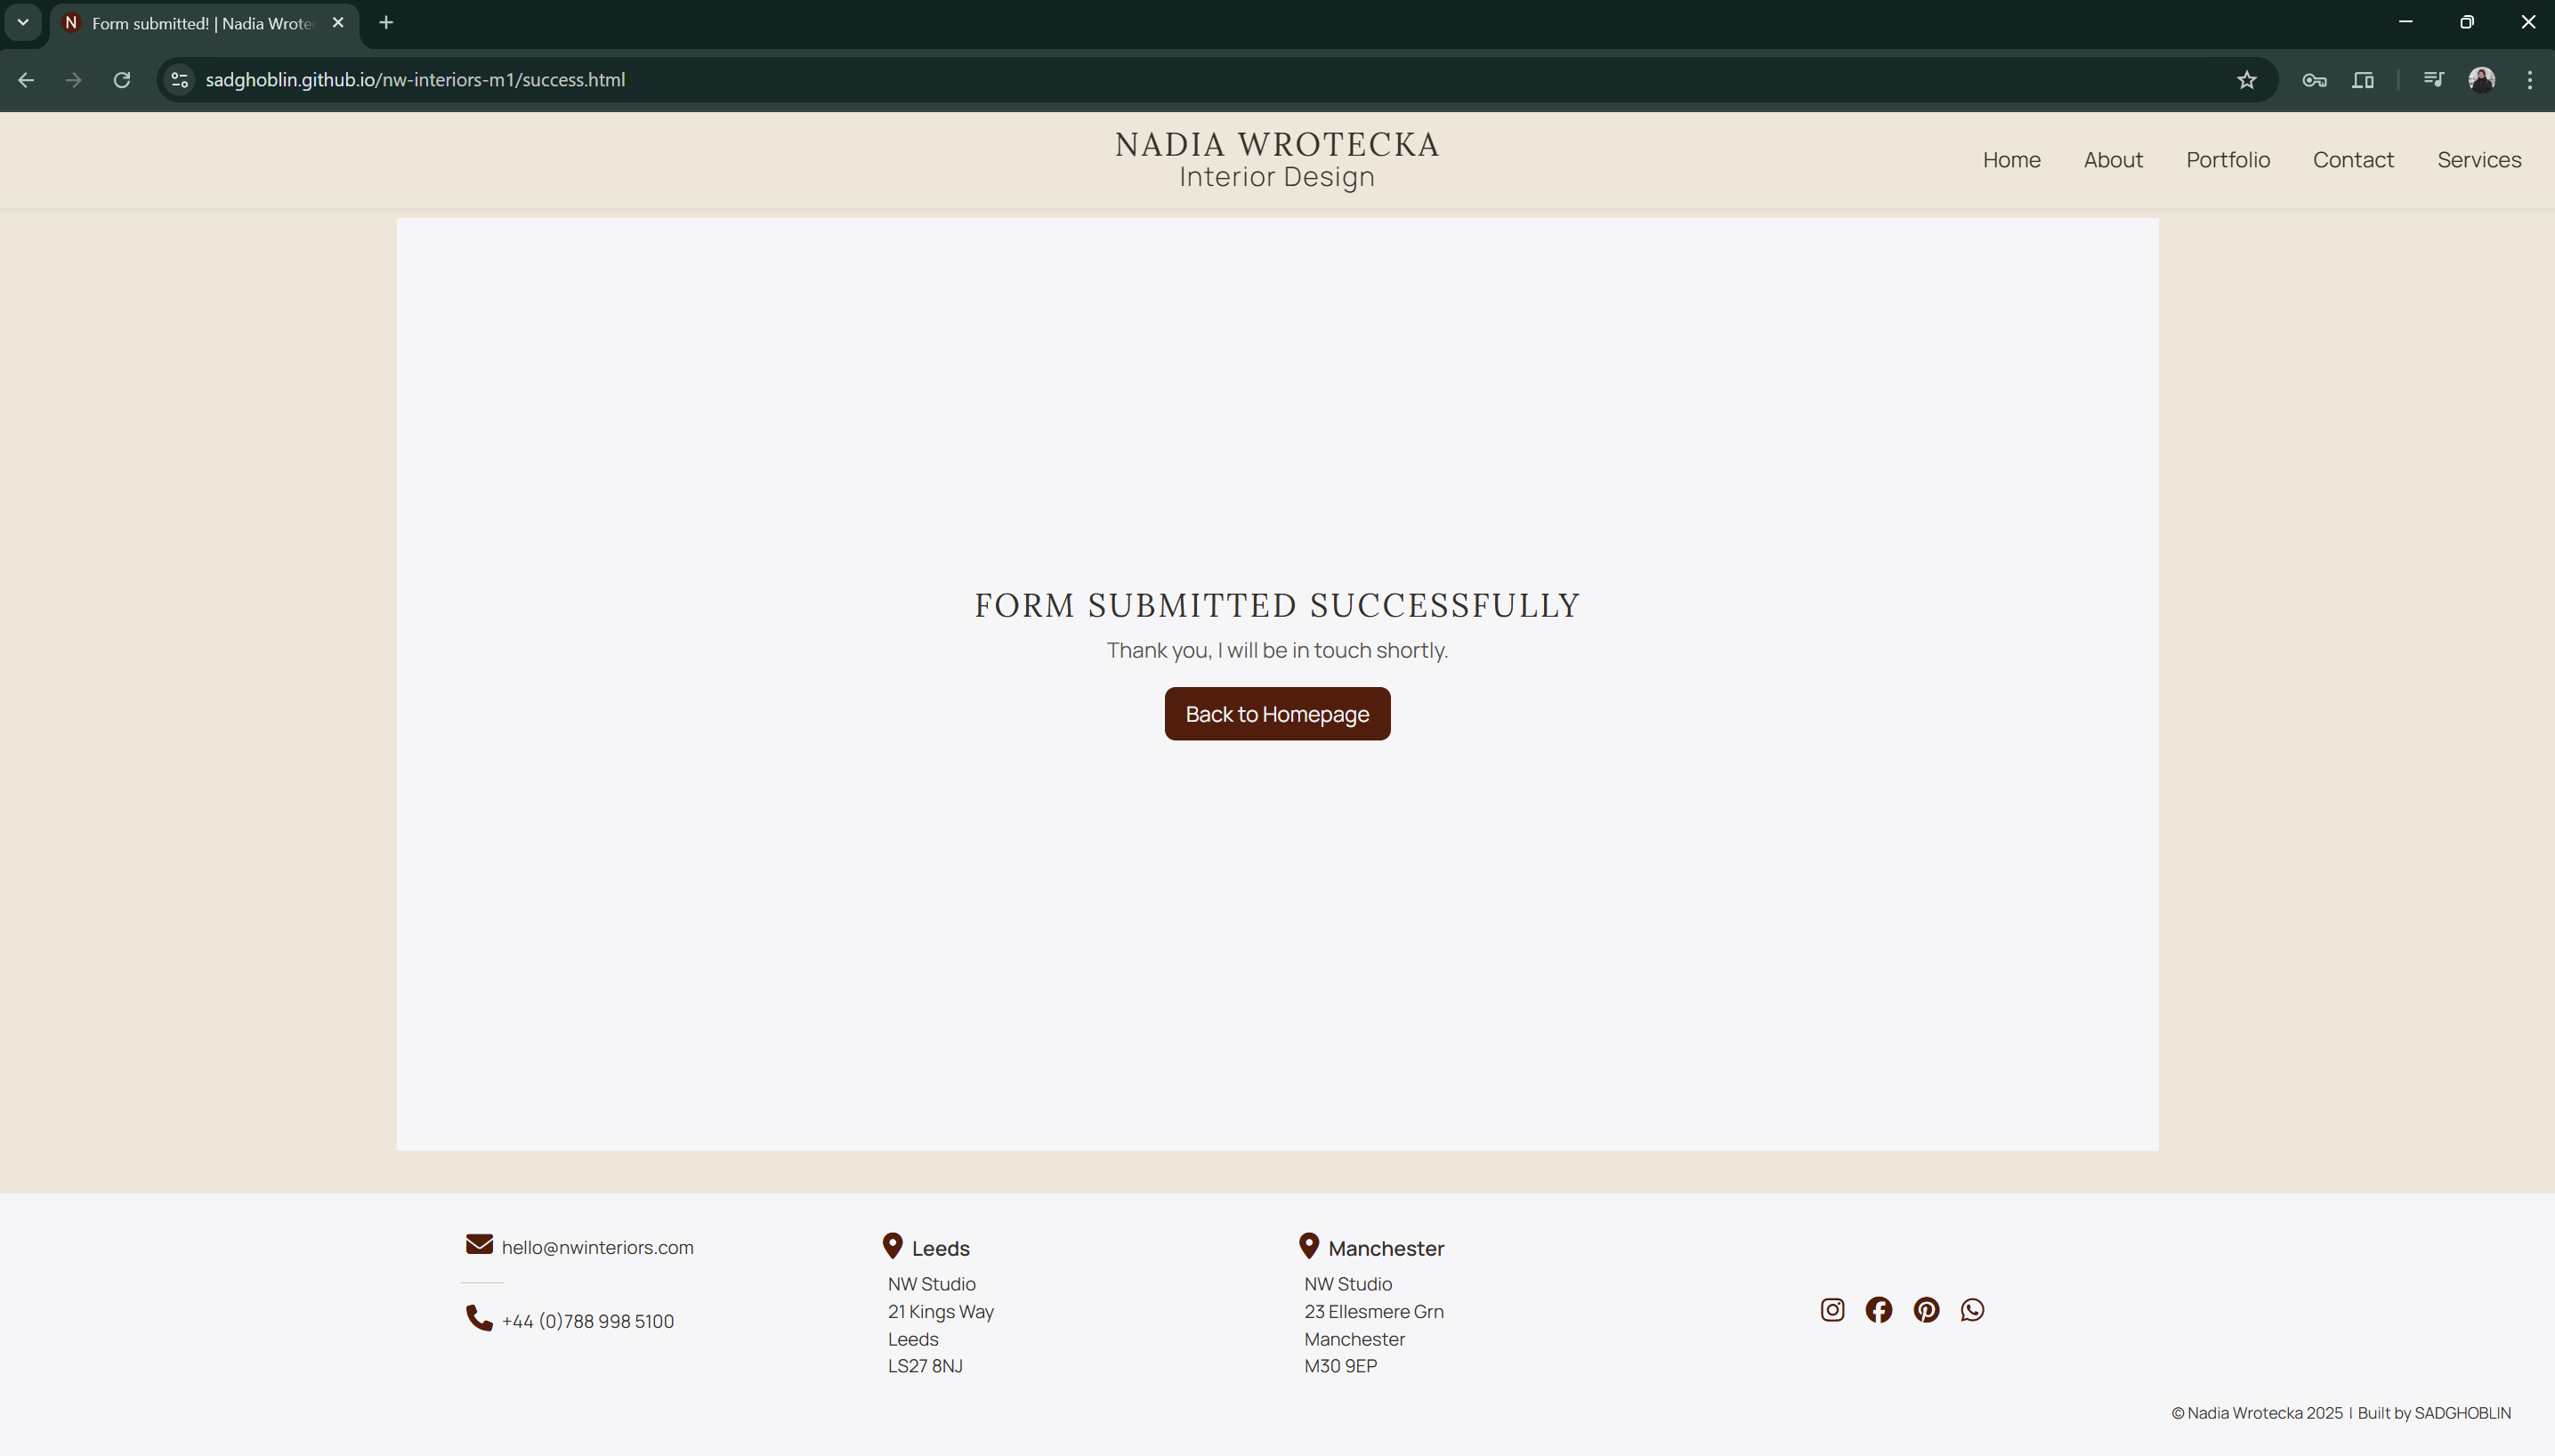 N Form submitted! | Nadia Wrote
sadghoblin.github.io/nw-interiors-m1/success.html
NADIA WROTECKA
Interior Design
Home About Portfolio Contact Services
FORM SUBMITTED SUCCESSFULLY
Thank you, I will be in touch shortly.
Back to Homepage
hello@nwinteriors.com
+44 (0)788 998 5100
Leeds
NW Studio
21 Kings Way
Leeds
LS27 8NJ
Manchester
NW Studio
23 Ellesmere Grn
Manchester
M30 9EP
© Nadia Wrotecka 2025 | Built by SADGHOBLIN